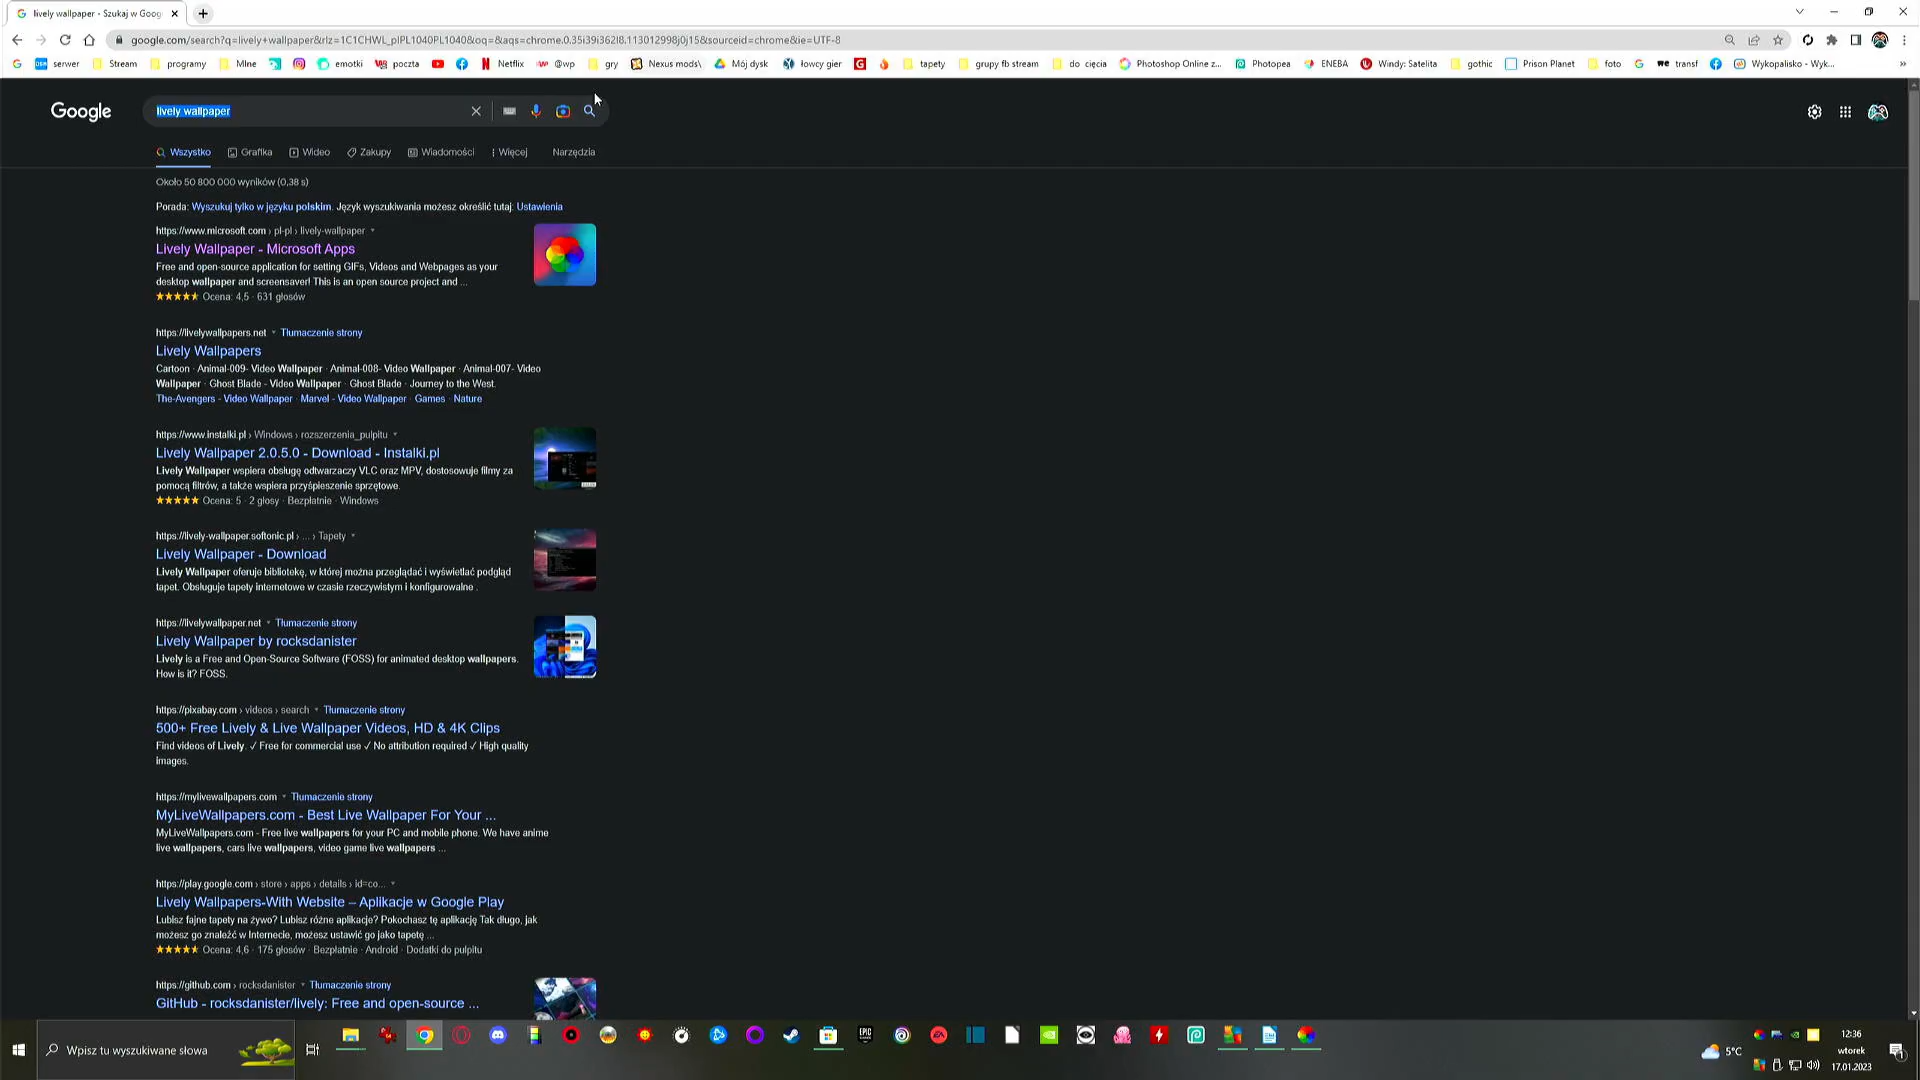 lively wallpaper - Szukaj w Goog
google.com/search?q=lively+wallpaper&rlz=1C1CHWL_plPL1040PL1040&oq=&aqs=chrome.0.35i39i362l8.113012998j0j15&sourceid=chrome&ie=UTF-8
serwer Stream programy MIne emotki poczta Netflix @wp gry Nexus mods\ Mój dysk łowcy gier tapety grupy fb stream do cięcia Photoshop Online z... Photopea ENEBA Windy: Satelita gothic Prison Planet foto transf Wykopalisko - Wyk... »
Google
lively wallpaper
Wszystko Grafika Wideo Zakupy Wiadomości Więcej Narzędzia
Około 50 800 000 wyników (0,38 s)
Porada: Wyszukuj tylko w języku polskim. Język wyszukiwania możesz określić tutaj: Ustawienia
https://www.microsoft.com › pl-pl › lively-wallpaper
Lively Wallpaper - Microsoft Apps
Free and open-source application for setting GIFs, Videos and Webpages as your
desktop wallpaper and screensaver! This is an open source project and ...
Ocena: 4,5 · 631 głosów
https://livelywallpapers.net Tłumaczenie strony
Lively Wallpapers
Cartoon · Animal-009- Video Wallpaper · Animal-008- Video Wallpaper · Animal-007- Video
Wallpaper · Ghost Blade - Video Wallpaper · Ghost Blade · Journey to the West.
The-Avengers - Video Wallpaper · Marvel - Video Wallpaper · Games · Nature
https://www.instalki.pl › Windows › rozszerzenia_pulpitu
Lively Wallpaper 2.0.5.0 - Download - Instalki.pl
Lively Wallpaper wspiera obsługę odtwarzaczy VLC oraz MPV, dostosowuje filmy za
pomocą filtrów, a także wspiera przyśpieszenie sprzętowe.
Ocena: 5 · 2 głosy · Bezpłatnie · Windows
https://lively-wallpaper.softonic.pl › ... › Tapety
Lively Wallpaper - Download
Lively Wallpaper oferuje bibliotekę, w której można przeglądać i wyświetlać podgląd
tapet. Obsługuje tapety internetowe w czasie rzeczywistym i konfigurowalne .
https://livelywallpaper.net Tłumaczenie strony
Lively Wallpaper by rocksdanister
Lively is a Free and Open-Source Software (FOSS) for animated desktop wallpapers.
How is it? FOSS.
https://pixabay.com › videos › search Tłumaczenie strony
500+ Free Lively & Live Wallpaper Videos, HD & 4K Clips
Find videos of Lively. ✓ Free for commercial use ✓ No attribution required ✓ High quality
images.
https://mylivewallpapers.com Tłumaczenie strony
MyLiveWallpapers.com - Best Live Wallpaper For Your ...
MyLiveWallpapers.com - Free live wallpapers for your PC and mobile phone. We have anime
live wallpapers, cars live wallpapers, video game live wallpapers ...
https://play.google.com › store › apps › details › id=co...
Lively Wallpapers-With Website – Aplikacje w Google Play
Lubisz fajne tapety na żywo? Lubisz różne aplikacje? Pokochasz tę aplikację Tak długo, jak
możesz go znaleźć w Internecie, możesz ustawić go jako tapetę ...
Ocena: 4,6 · 175 głosów · Bezpłatnie · Android · Dodatki do pulpitu
https://github.com › rocksdanister Tłumaczenie strony
GitHub - rocksdanister/lively: Free and open-source ...
Wpisz tu wyszukiwane słowa
5°C
12:36
wtorek
17.01.2023